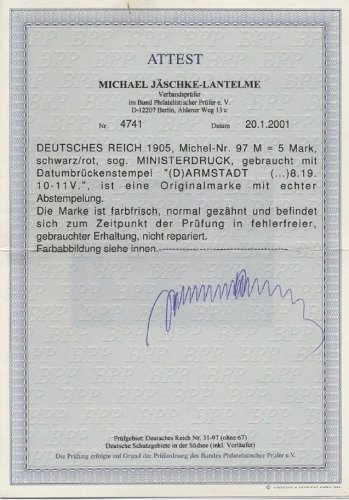 ATTEST
MICHAEL JÄSCHKE-LANTELME
Verbandsprüfer
im Bund Philatelistischer Prüfer e. V.
D-12207 Berlin, Ahlener Weg 13 c
Nr. 4741 Datum 20.1.2001
DEUTSCHES REICH 1905, Michel-Nr. 97 M = 5 Mark,
schwarz/rot, sog. MINISTERDRUCK, gebraucht mit
Datumbrückenstempel "(D)ARMSTADT (...)8.19.
10-11V.", ist eine Originalmarke mit echter
Abstempelung.
Die Marke ist farbfrisch, normal gezähnt und befindet
sich zum Zeitpunkt der Prüfung in fehlerfreier,
gebrauchter Erhaltung, nicht repariert.
Farbabbildung siehe innen.
Prüfgebiet: Deutsches Reich Nr. 31-97 (ohne 67)
Deutsche Schutzgebiete in der Südsee (inkl. Vorläufer)
Die Prüfung erfolgte auf Grund der Prüfordnung des Bundes Philatelistischer Prüfer e.V.